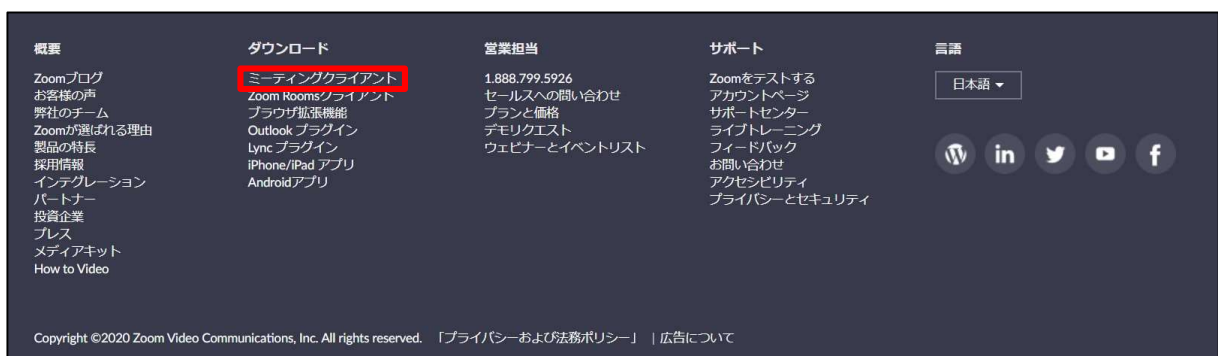 概要
Zoomブログ
お客様の声
弊社のチーム
Zoomが選ばれる理由
製品の特長
採用情報
インテグレーション
パートナー
投資企業
プレス
メディアキット
How to Video
ダウンロード
ミーティングクライアント
Zoom Roomsクライアント
ブラウザ拡張機能
Outlook プラグイン
Lync プラグイン
iPhone/iPad アプリ
Androidアプリ
営業担当
1.888.799.5926
セールスへの問い合わせ
プランと価格
デモリクエスト
ウェビナーとイベントリスト
サポート
Zoomをテストする
アカウントページ
サポートセンター
ライブトレーニング
フィードバック
お問い合わせ
アクセシビリティ
プライバシーとセキュリティ
言語
日本語
Copyright ©2020 Zoom Video Communications, Inc. All rights reserved. 「プライバシーおよび法務ポリシー」 | 広告について